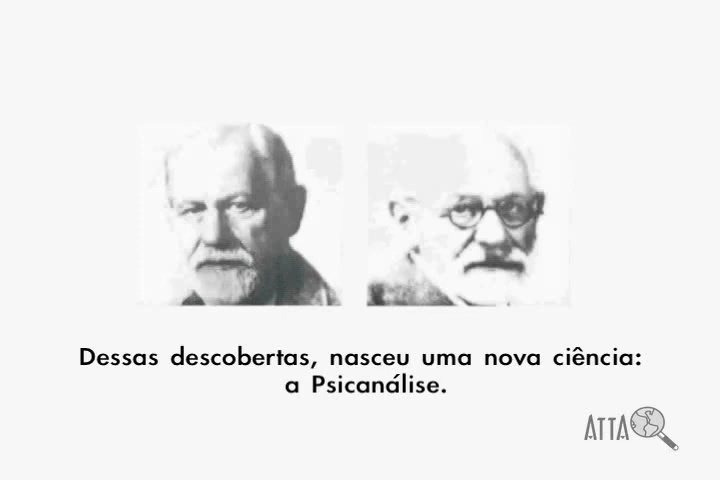 Dessas descobertas, nasceu uma nova ciência:
a Psicanálise.
ATTA